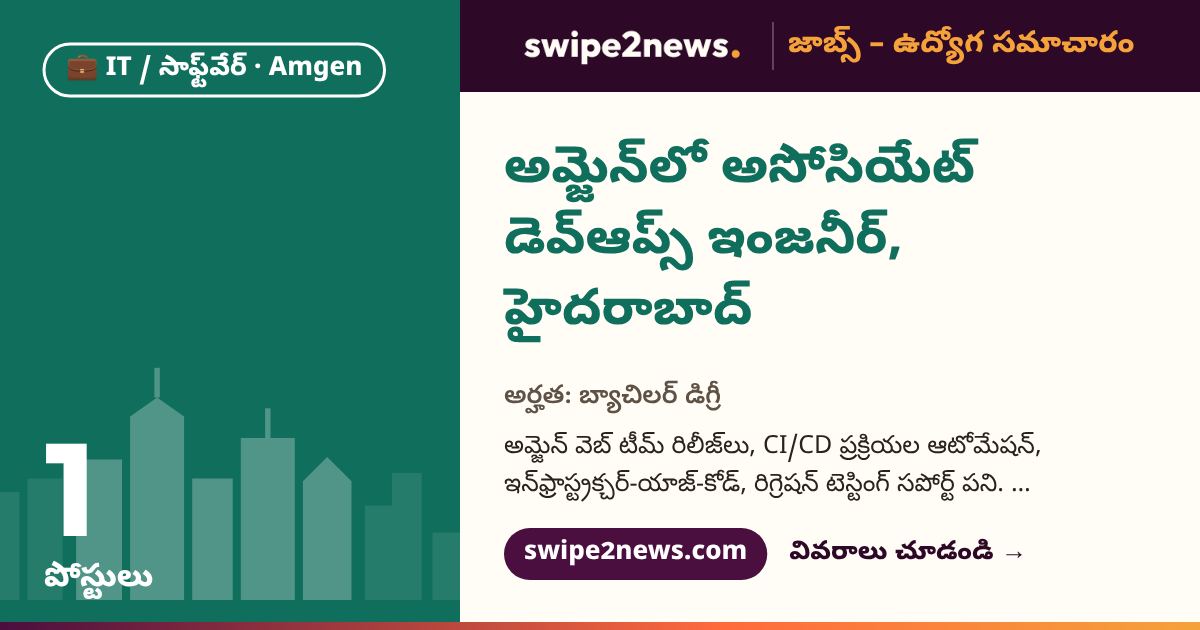 💼 IT / సాఫ్ట్‌వేర్ · Amgen
swipe2news.
జాబ్స్ – ఉద్యోగ సమాచారం
అమ్జెన్‌లో అసోసియేట్
డెవ్‌ఆప్స్ ఇంజనీర్,
హైదరాబాద్
అర్హత: బ్యాచిలర్ డిగ్రీ
అమ్జెన్ వెబ్ టీమ్ రిలీజ్‌లు, CI/CD ప్రక్రియల ఆటోమేషన్,
ఇన్‌ఫ్రాస్ట్రక్చర్-యాజ్-కోడ్, రిగ్రెషన్ టెస్టింగ్ సపోర్ట్ పని. ...
1
పోస్టులు
swipe2news.com
వివరాలు చూడండి →